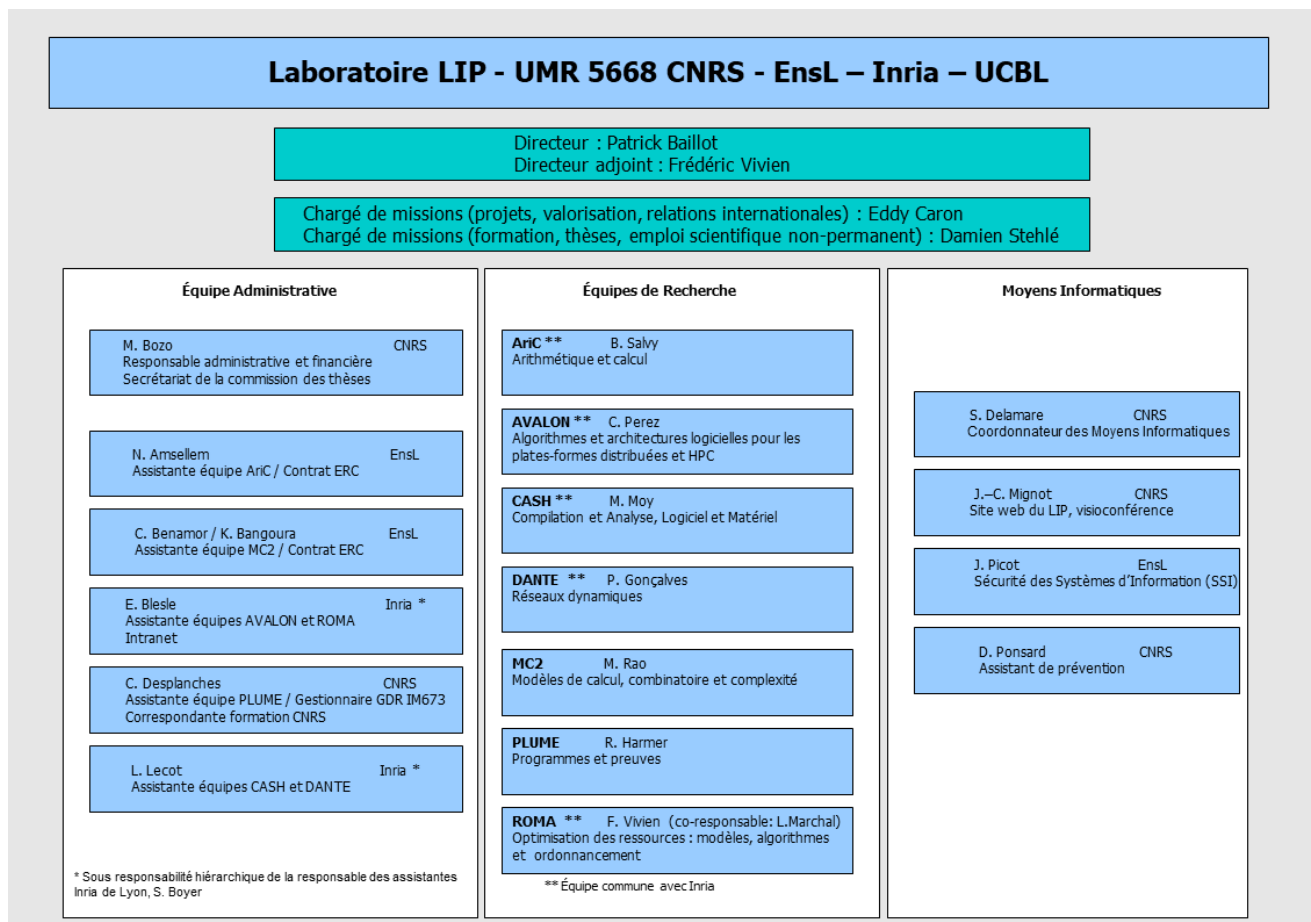 Laboratoire LIP - UMR 5668 CNRS - EnsL – Inria – UCBL
Directeur : Patrick Baillot
Directeur adjoint : Frédéric Vivien
Chargé de missions (projets, valorisation, relations internationales) : Eddy Caron
Chargé de missions (formation, thèses, emploi scientifique non-permanent) : Damien Stehlé
Équipe Administrative
M. Bozo CNRS
Responsable administrative et financière
Secrétariat de la commission des thèses
N. Amsellem EnsL
Assistante équipe AriC / Contrat ERC
C. Benamor / K. Bangoura EnsL
Assistante équipe MC2 / Contrat ERC
E. Blesle Inria *
Assistante équipes AVALON et ROMA
Intranet
C. Desplanches CNRS
Assistante équipe PLUME / Gestionnaire GDR IM673
Correspondante formation CNRS
L. Lecot Inria *
Assistante équipes CASH et DANTE
* Sous responsabilité hiérarchique de la responsable des assistantes
Inria de Lyon, S. Boyer
Équipes de Recherche
AriC ** B. Salvy
Arithmétique et calcul
AVALON ** C. Perez
Algorithmes et architectures logicielles pour les
plates-formes distribuées et HPC
CASH ** M. Moy
Compilation et Analyse, Logiciel et Matériel
DANTE ** P. Gonçalves
Réseaux dynamiques
MC2 M. Rao
Modèles de calcul, combinatoire et complexité
PLUME R. Harmer
Programmes et preuves
ROMA ** F. Vivien (co-responsable: L.Marchal)
Optimisation des ressources : modèles, algorithmes
et ordonnancement
** Équipe commune avec Inria
Moyens Informatiques
S. Delamare CNRS
Coordonnateur des Moyens Informatiques
J.–C. Mignot CNRS
Site web du LIP, visioconférence
J. Picot EnsL
Sécurité des Systèmes d’Information (SSI)
D. Ponsard CNRS
Assistant de prévention